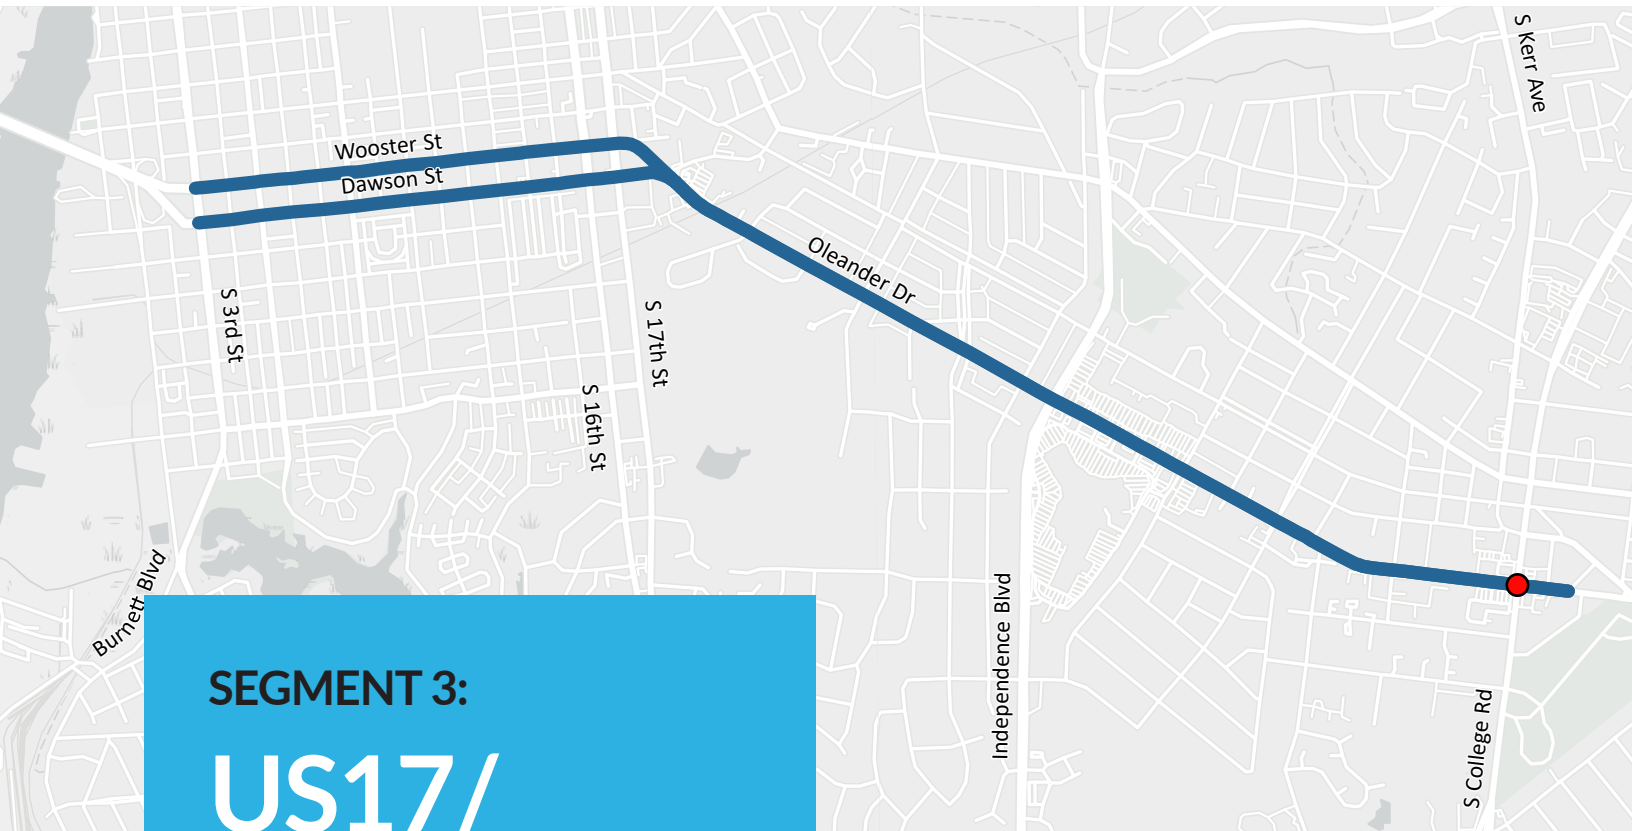 S Kerr Ave
Wooster St
Dawson St
Oleander Dr
S 3rd St
S 17th St
S 16th St
Burnett Blvd
Independence Blvd
S College Rd
SEGMENT 3:
US17/